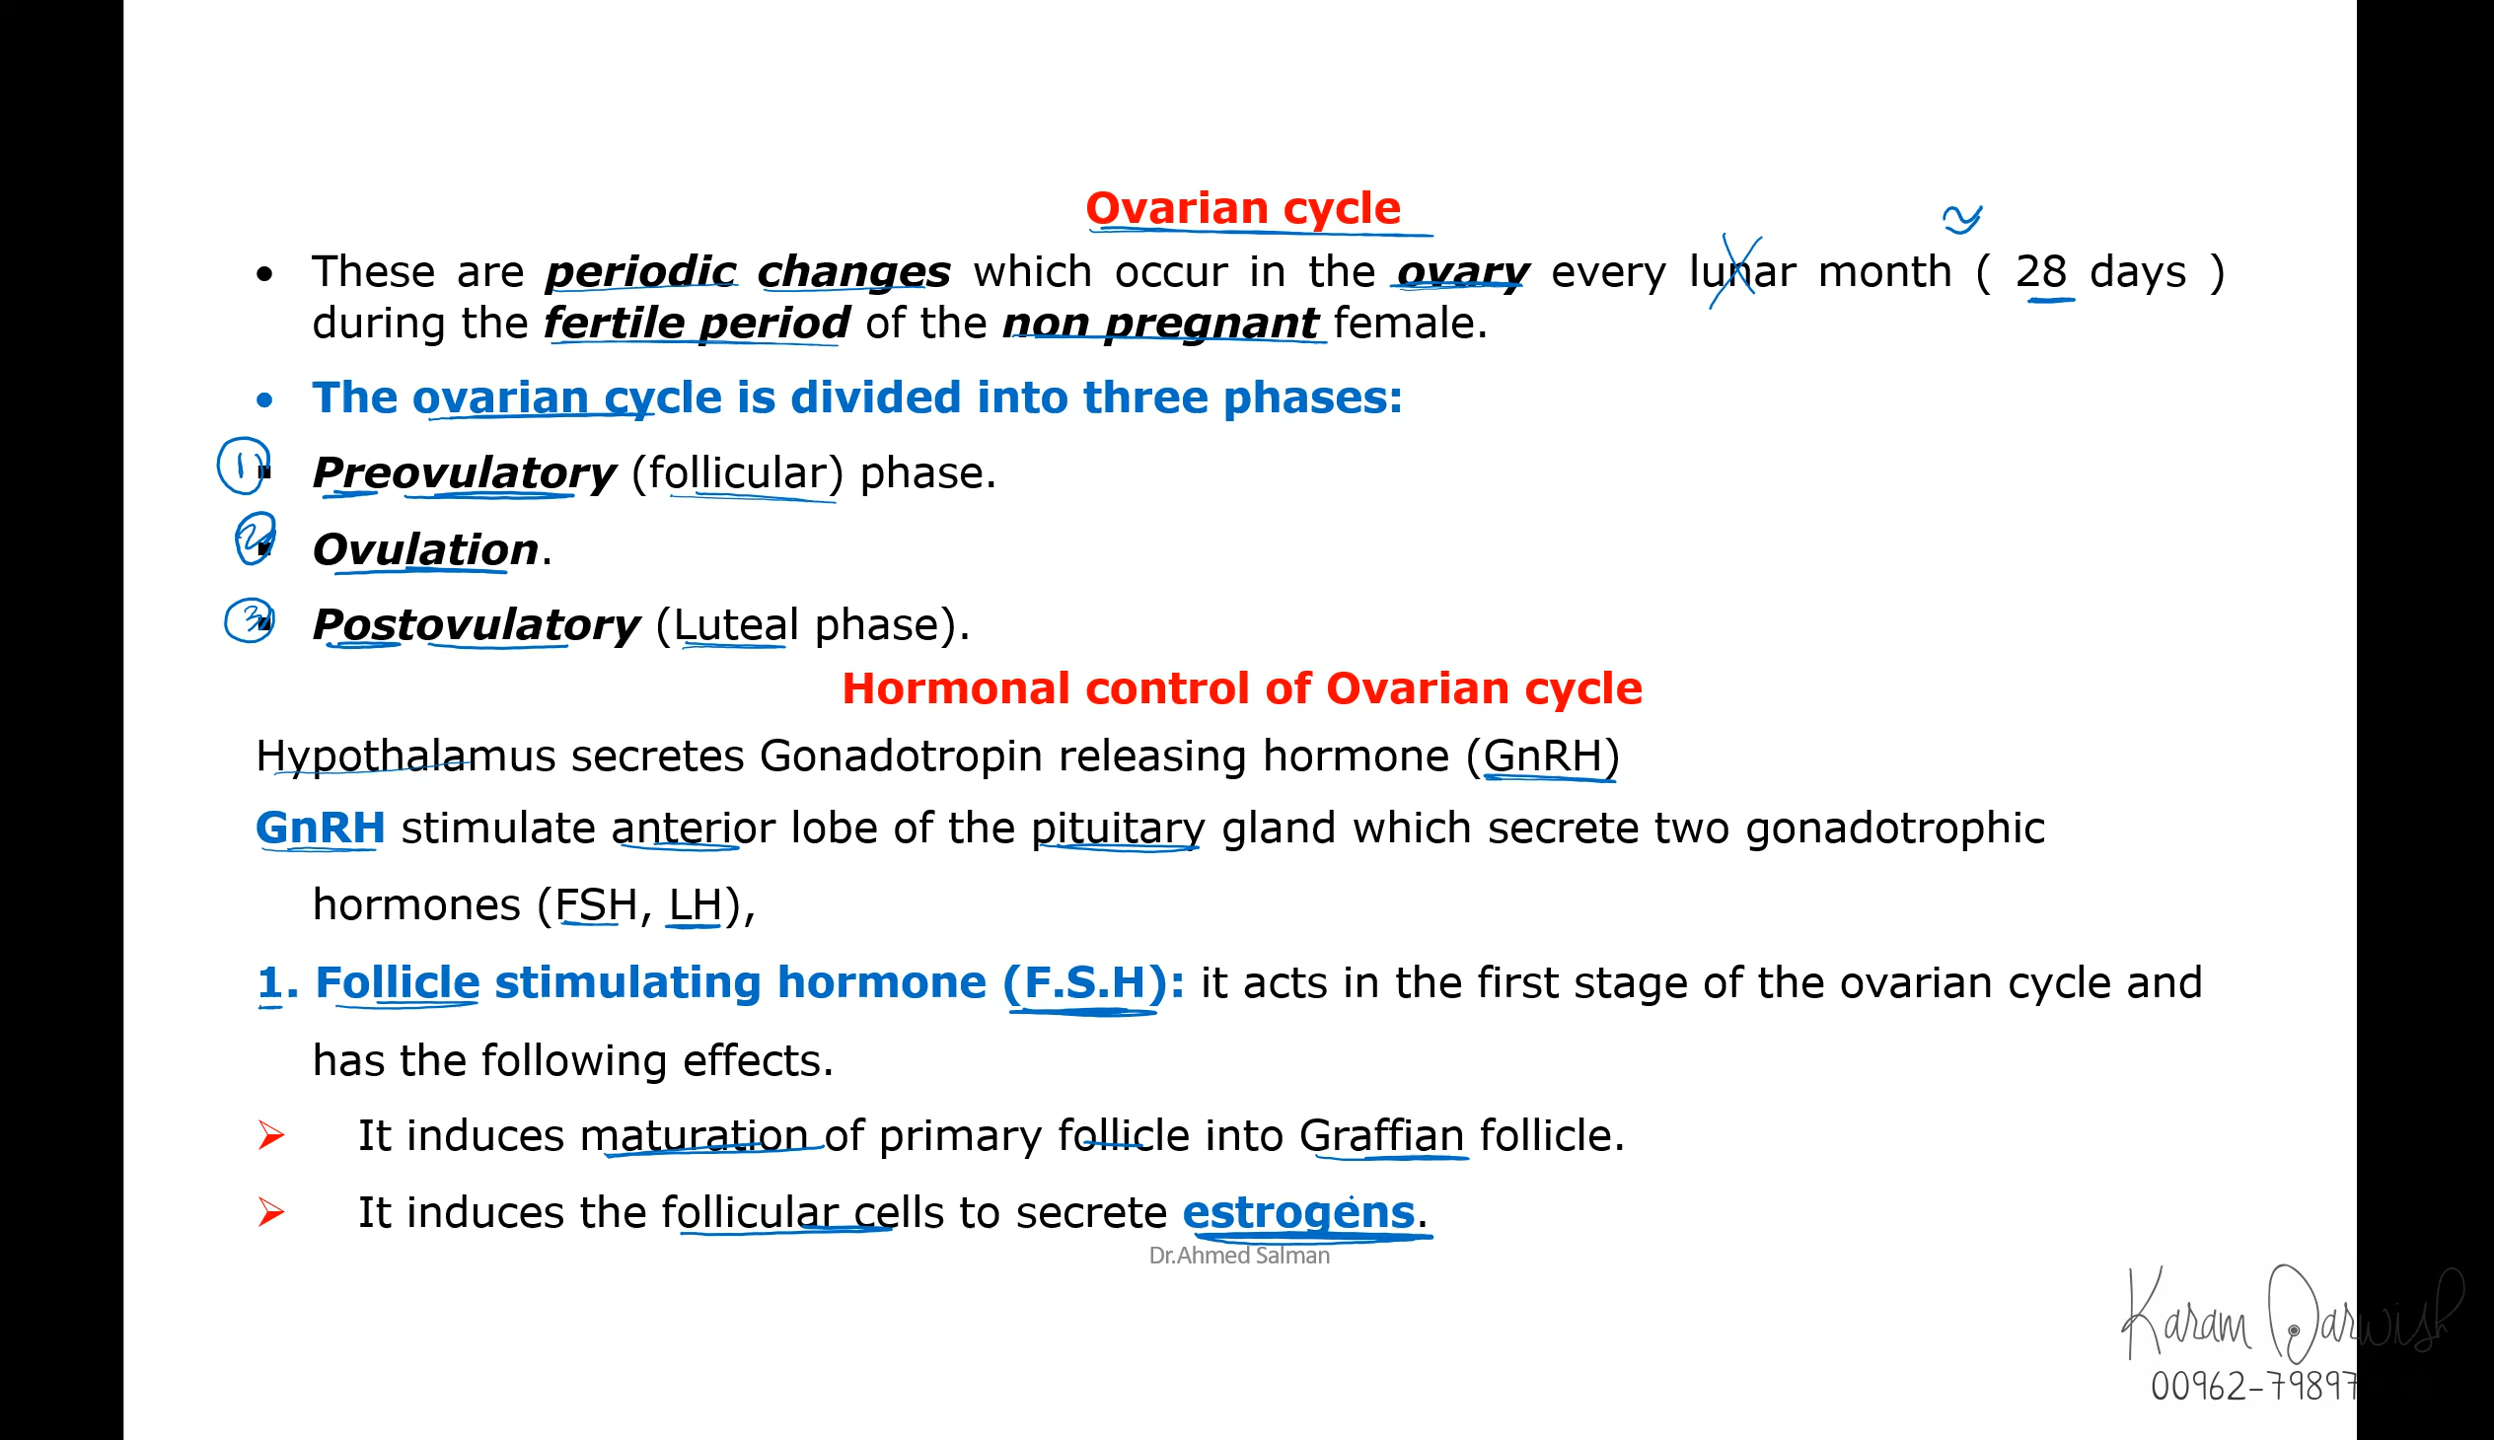 Ovarian cycle
≃
• These are periodic changes which occur in the ovary every lunar month ( 28 days )
during the fertile period of the non pregnant female.
• The ovarian cycle is divided into three phases:
1 ▪ Preovulatory (follicular) phase.
2 ▪ Ovulation.
3 ▪ Postovulatory (Luteal phase).
Hormonal control of Ovarian cycle
Hypothalamus secretes Gonadotropin releasing hormone (GnRH)
GnRH stimulate anterior lobe of the pituitary gland which secrete two gonadotrophic
hormones (FSH, LH),
1. Follicle stimulating hormone (F.S.H): it acts in the first stage of the ovarian cycle and
has the following effects.
➢ It induces maturation of primary follicle into Graffian follicle.
➢ It induces the follicular cells to secrete estrogens.
Dr.Ahmed Salman
Karam Darwish
00962-79897